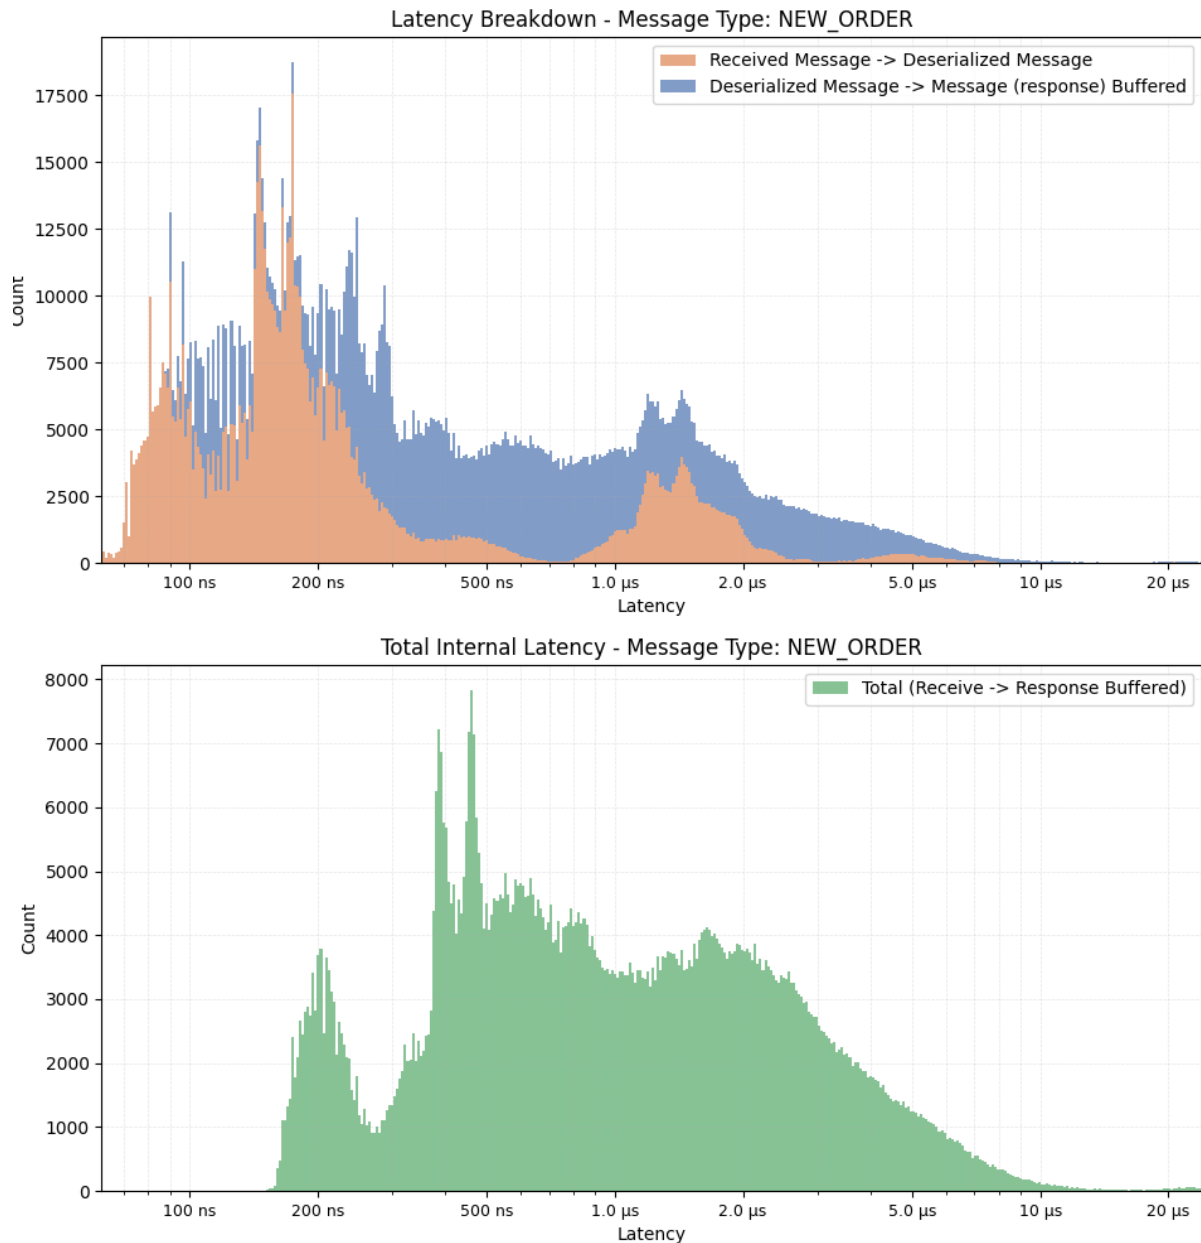 Latency Breakdown - Message Type: NEW_ORDER
Received Message -> Deserialized Message
Deserialized Message -> Message (response) Buffered
17500
15000
12500
10000
7500
5000
2500
0
Count
100 ns 200 ns 500 ns 1.0 µs 2.0 µs 5.0 µs 10 µs 20 µs
Latency
Total Internal Latency - Message Type: NEW_ORDER
Total (Receive -> Response Buffered)
8000
7000
6000
5000
4000
3000
2000
1000
0
Count
100 ns 200 ns 500 ns 1.0 µs 2.0 µs 5.0 µs 10 µs 20 µs
Latency